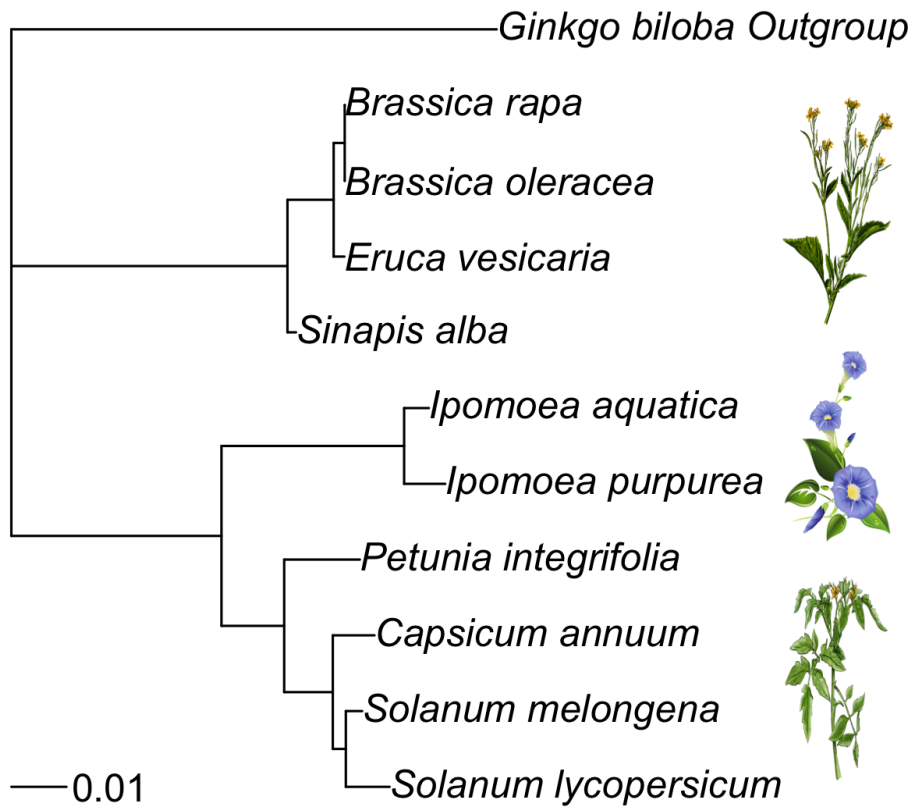 Ginkgo biloba Outgroup
Brassica rapa
Brassica oleracea
Eruca vesicaria
Sinapis alba
Ipomoea aquatica
Ipomoea purpurea
Petunia integrifolia
Capsicum annuum
Solanum melongena
Solanum lycopersicum
0.01